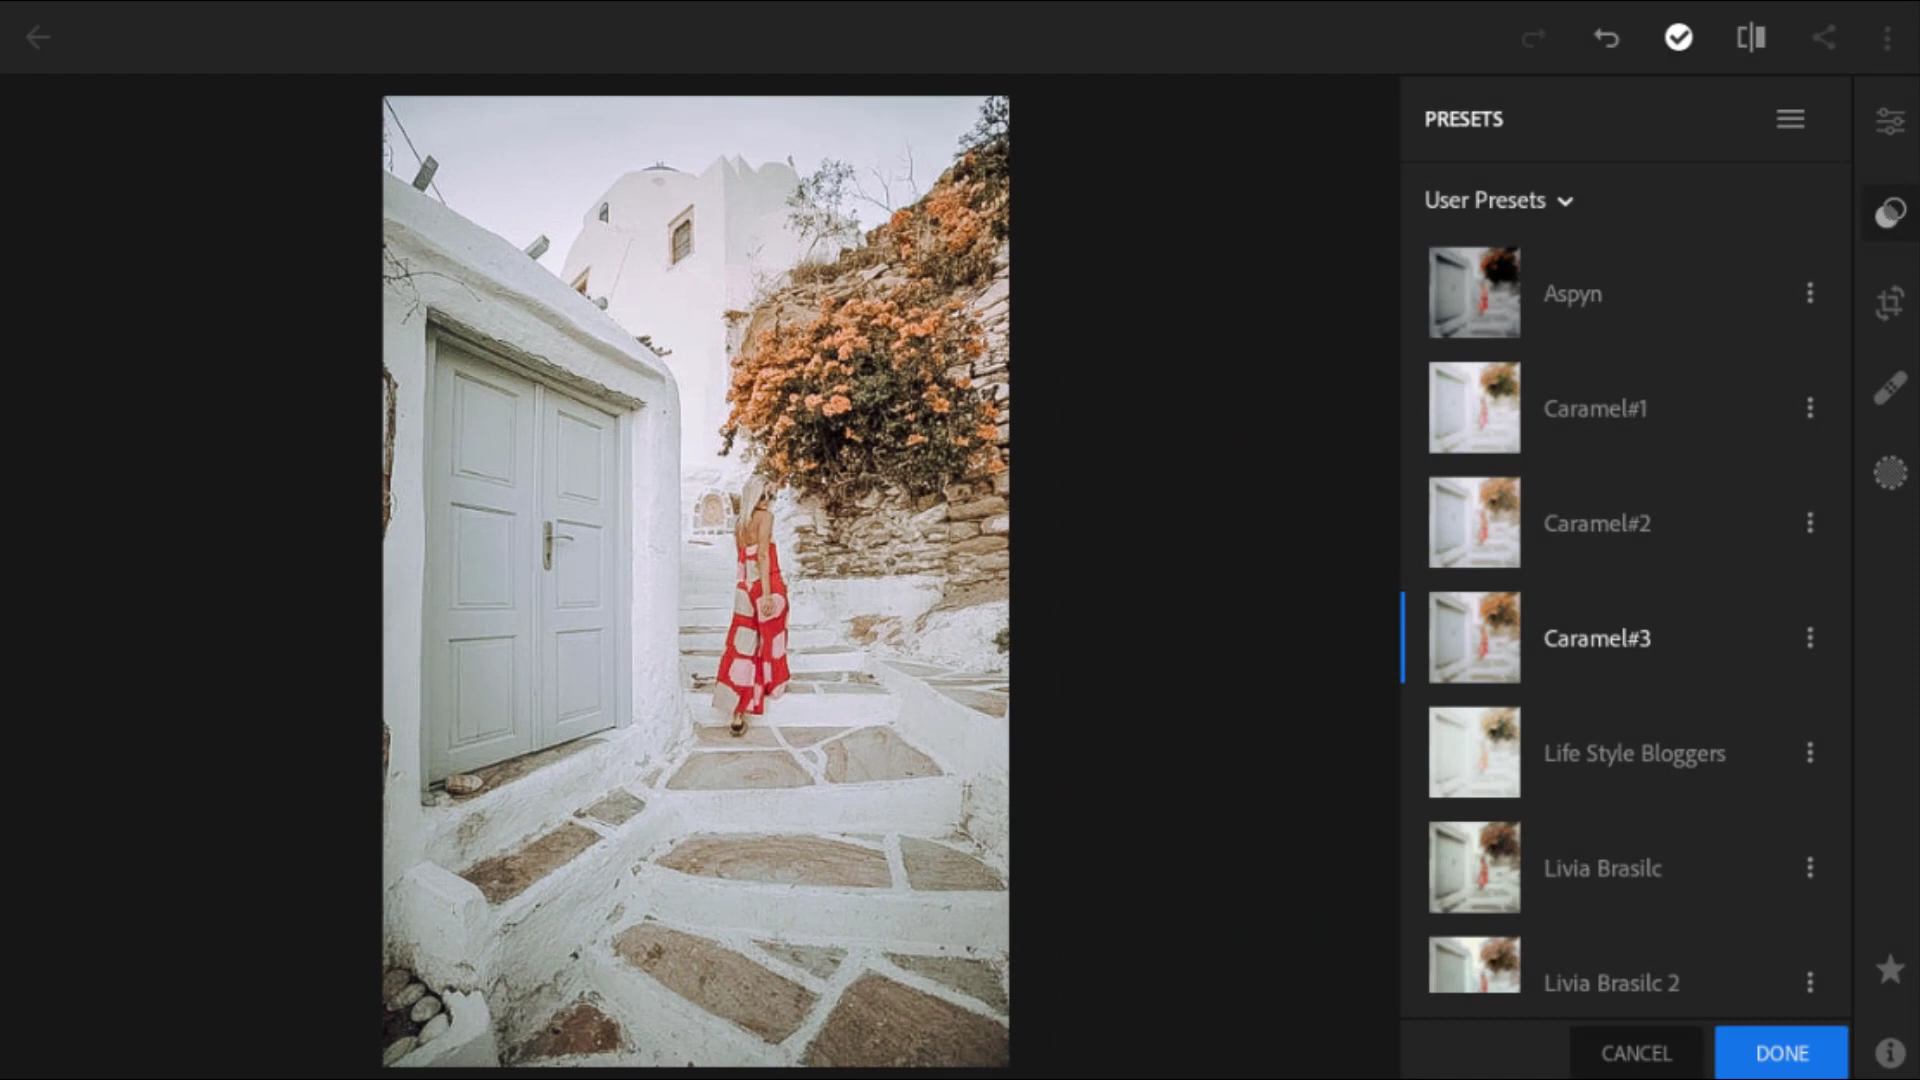 PRESETS
User Presets
Aspyn
Caramel#1
Caramel#2
Caramel#3
Life Style Bloggers
Livia Brasilc
Livia Brasilc 2
CANCEL
DONE